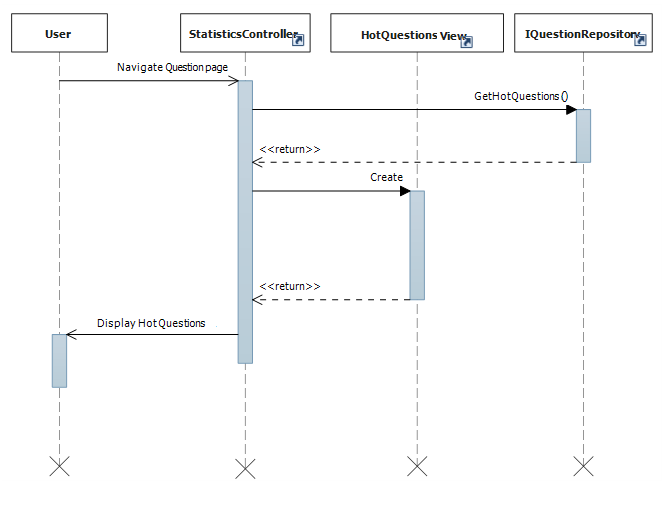 User
StatisticsController
HotQuestions View
IQuestionRepository
Navigate Question page
GetHotQuestions()
<<return>>
Create
<<return>>
Display Hot Questions